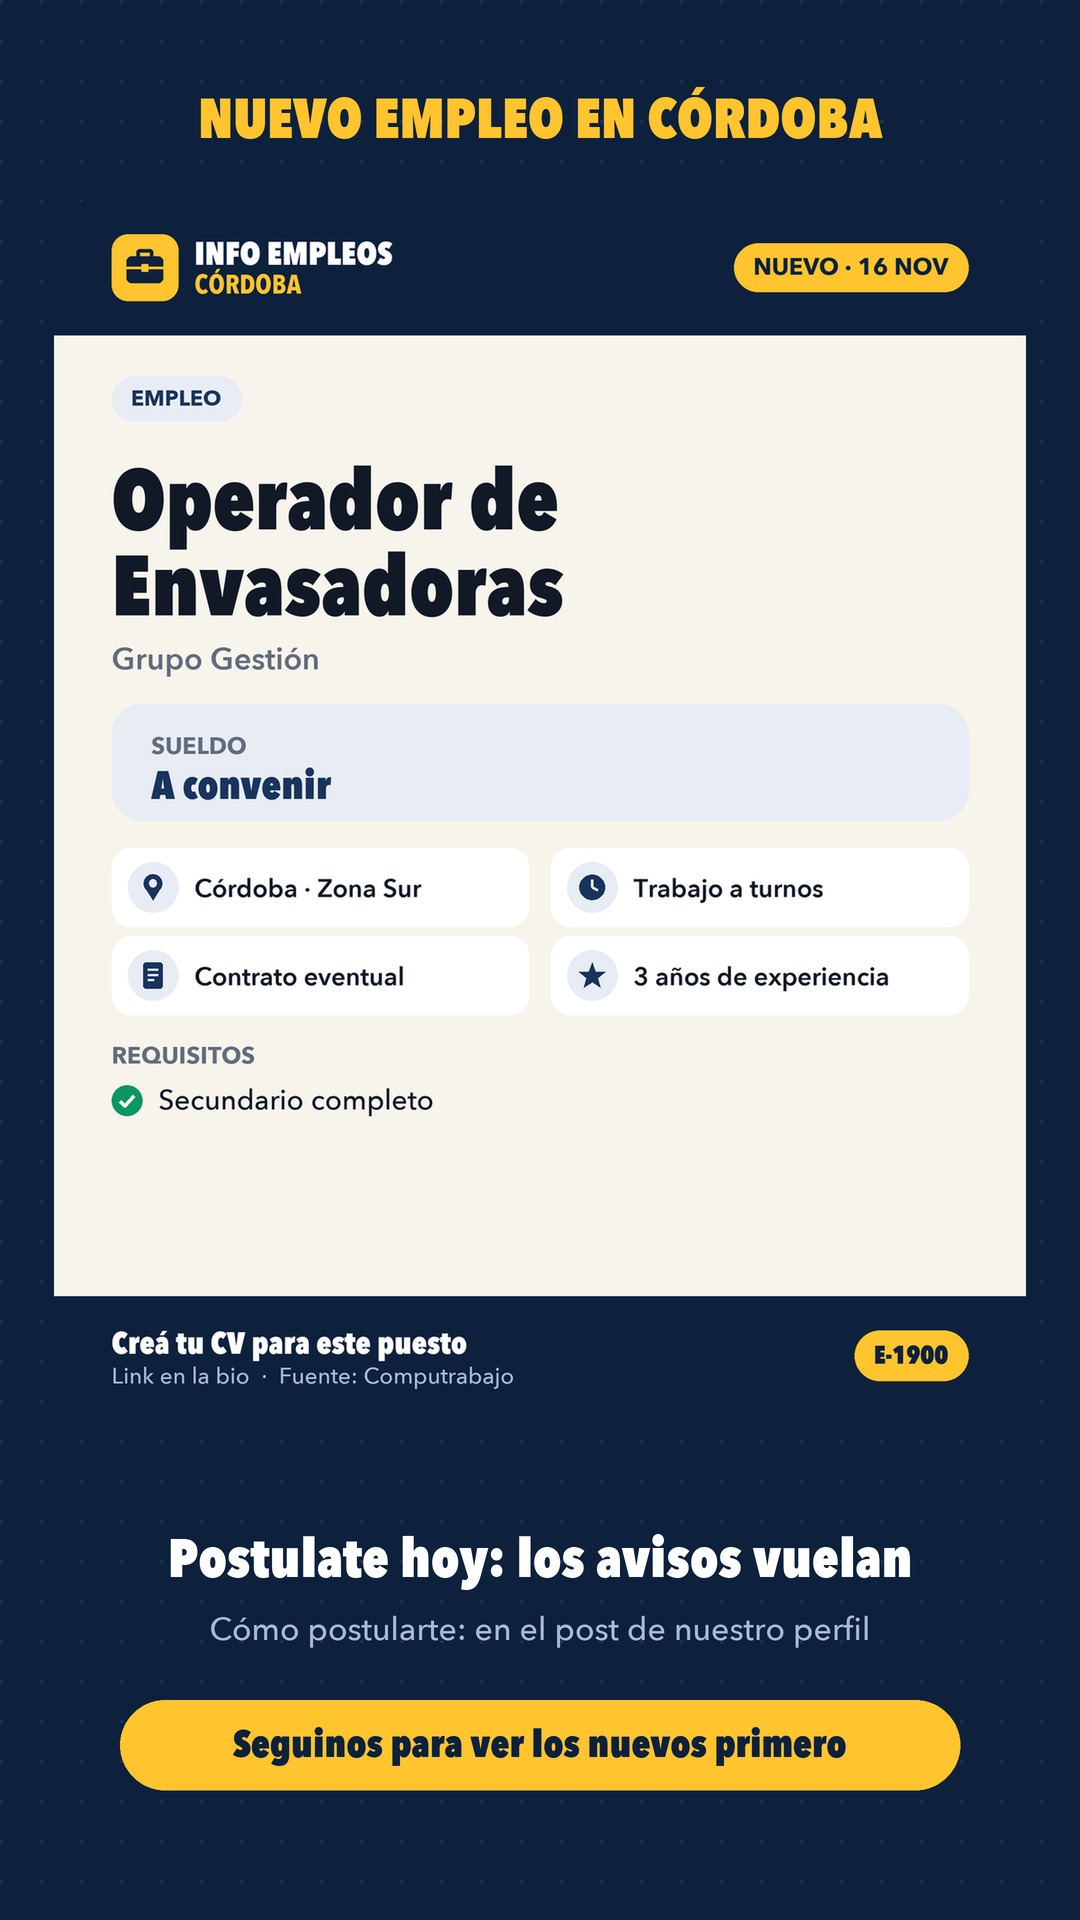 NUEVO EMPLEO EN CÓRDOBA
INFO EMPLEOS
CÓRDOBA
NUEVO · 16 NOV
EMPLEO
Operador de
Envasadoras
Grupo Gestión
SUELDO
A convenir
Córdoba · Zona Sur
Trabajo a turnos
Contrato eventual
3 años de experiencia
REQUISITOS
Secundario completo
Creá tu CV para este puesto
Link en la bio · Fuente: Computrabajo
E-1900
Postulate hoy: los avisos vuelan
Cómo postularte: en el post de nuestro perfil
Seguinos para ver los nuevos primero